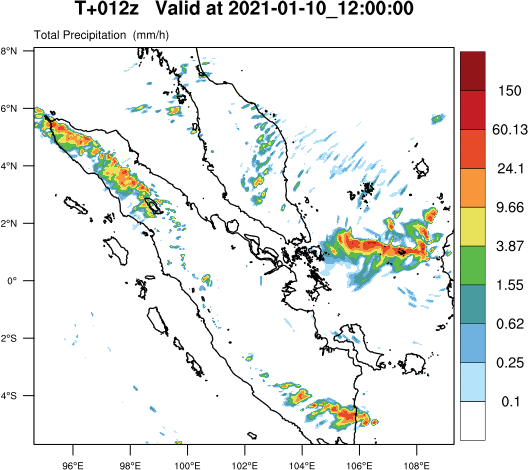 T+012z Valid at 2021-01-10_12:00:00
Total Precipitation (mm/h)
8°N
6°N
4°N
2°N
0°
2°S
4°S
96°E 98°E 100°E 102°E 104°E 106°E 108°E
150
60.13
24.1
9.66
3.87
1.55
0.62
0.25
0.1